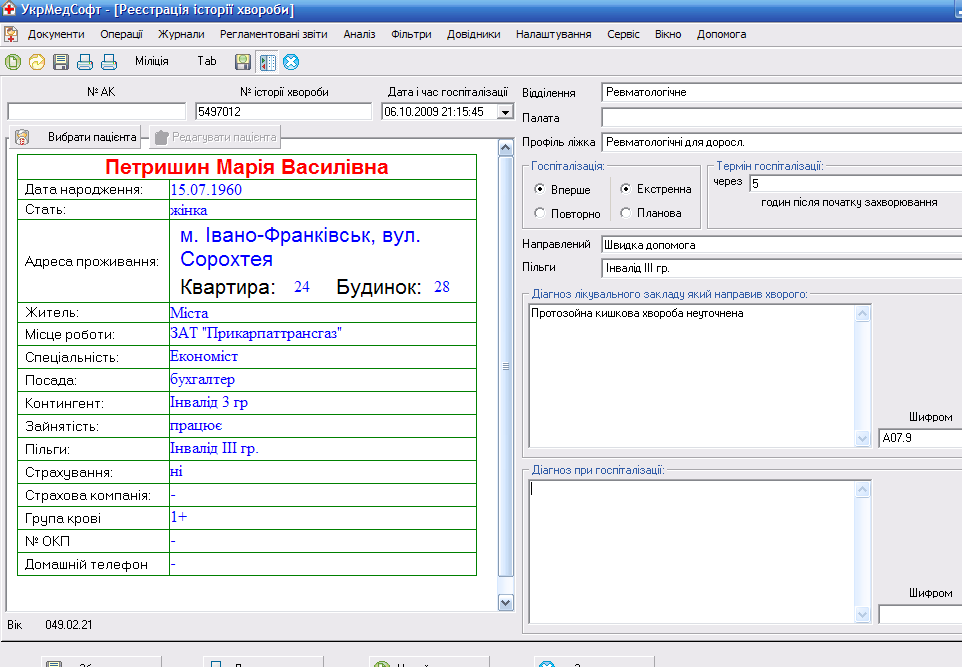 УкрМедСофт - [Реєстрація історії хвороби]
Документи Операції Журнали Регламентовані звіти Аналіз Фільтри Довідники Налаштування Сервіс Вікно Допомога
Міліція Tab
№ АК № історії хвороби Дата і час госпіталізації
5497012 06.10.2009 21:15:45
Вибрати пацієнта Редагувати пацієнта
Петришин Марія Василівна
Дата народження: 15.07.1960
Стать: жінка
Адреса проживання: м. Івано-Франківськ, вул.
Сорохтея
Квартира: 24 Будинок: 28
Житель: Міста
Місце роботи: ЗАТ "Прикарпаттрансгаз"
Спеціальність: Економіст
Посада: бухгалтер
Контингент: Інвалід 3 гр
Зайнятість: працює
Пільги: Інвалід III гр.
Страхування: ні
Страхова компанія: -
Група крові 1+
№ ОКП -
Домашній телефон -
Вік 049.02.21
Відділення Ревматологічне
Палата
Профіль ліжка Ревматологічні для доросл.
Госпіталізація:
Вперше Екстренна
Повторно Планова
Термін госпіталізації:
через 5
годин після початку захворювання
Направлений Швидка допомога
Пільги Інвалід III гр.
Діагноз лікувального закладу який направив хворого:
Протозойна кишкова хвороба неуточнена
Шифром
A07.9
Діагноз при госпіталізації:
Шифром